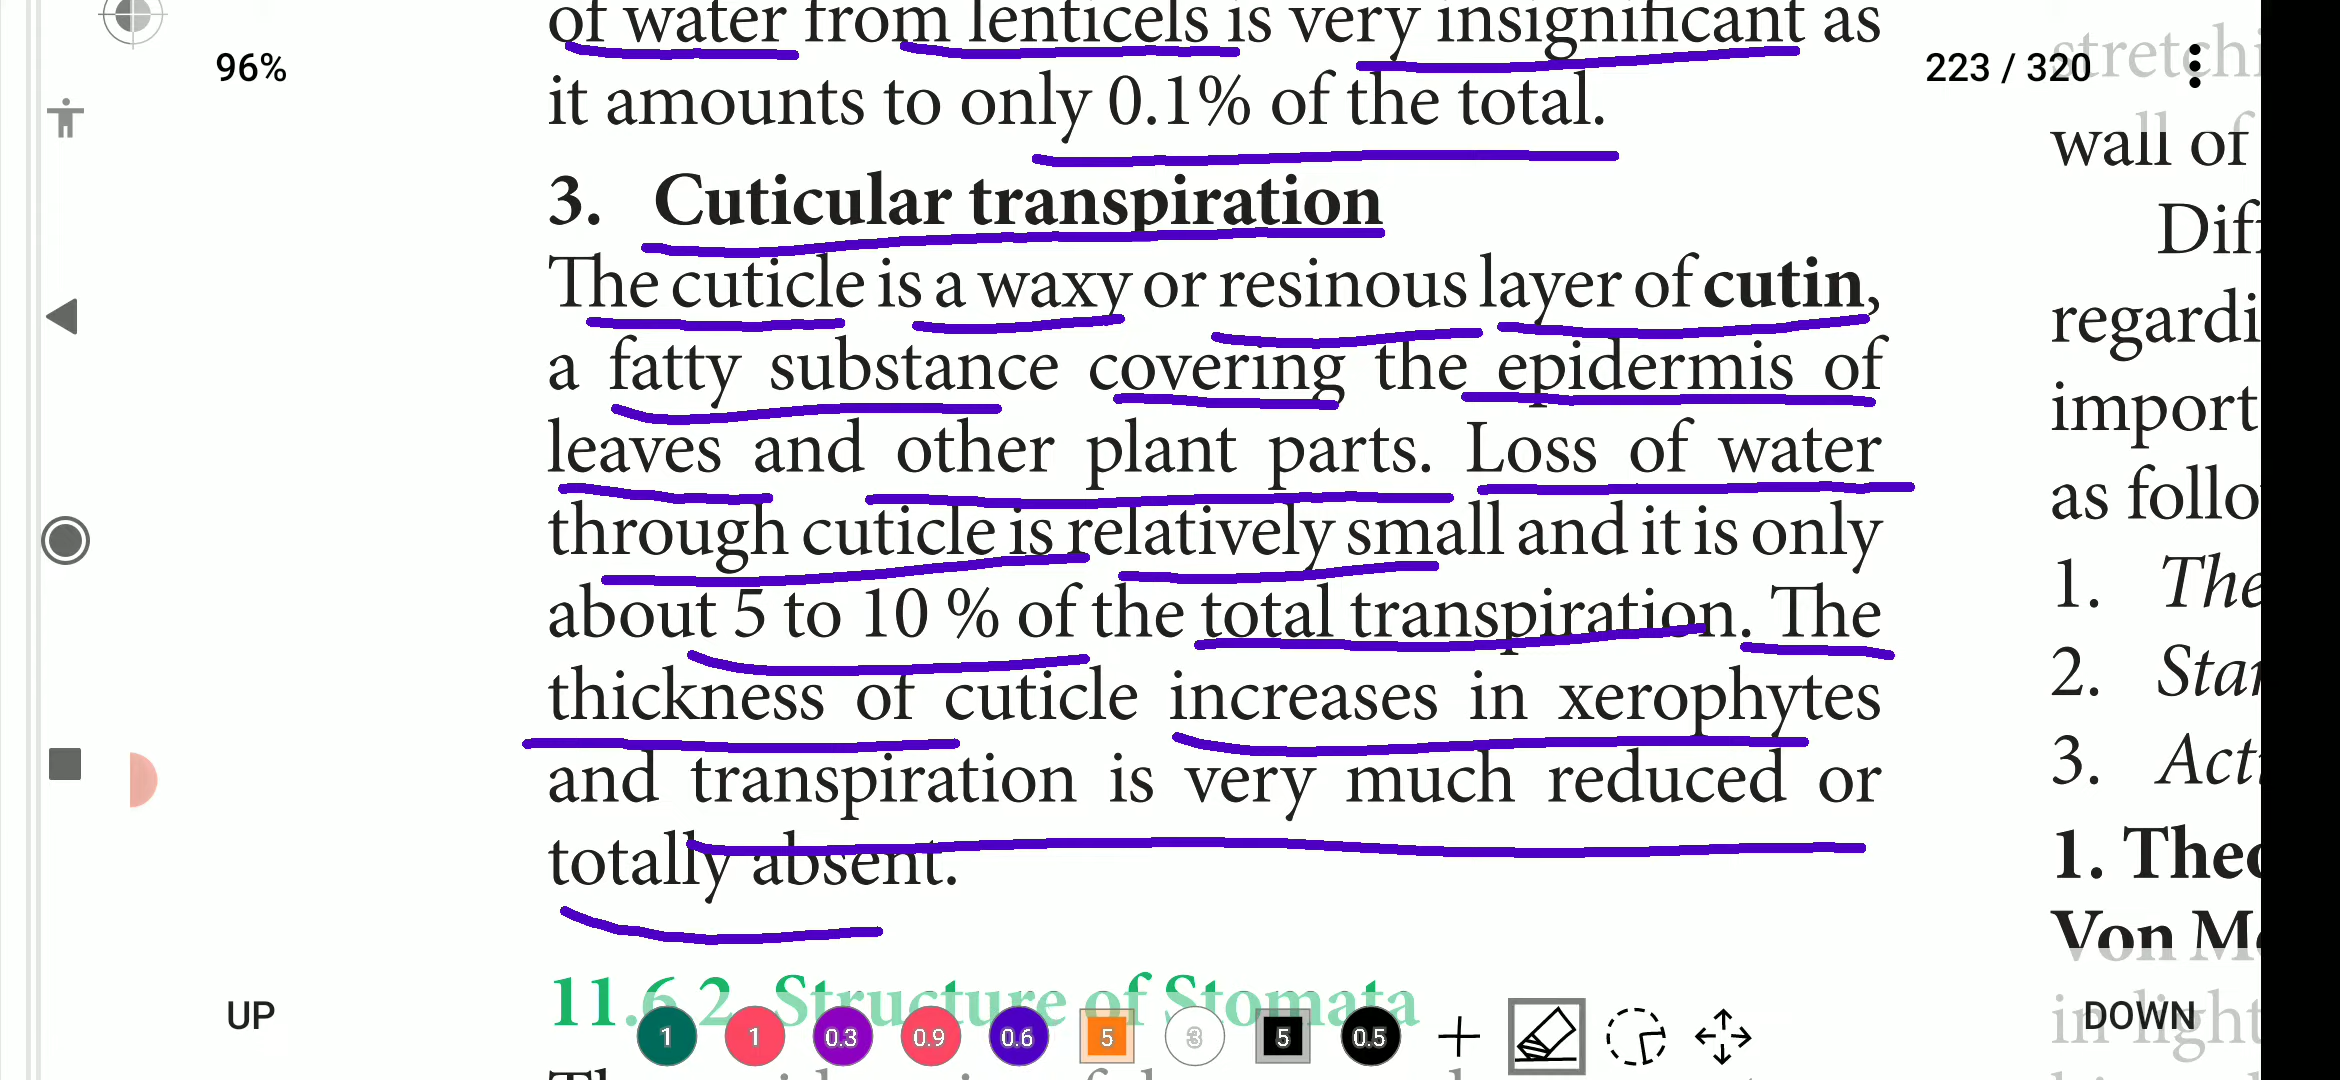 of water from lenticels is very insignificant as
it amounts to only 0.1% of the total.
3. Cuticular transpiration
The cuticle is a waxy or resinous layer of cutin,
a fatty substance covering the epidermis of
leaves and other plant parts. Loss of water
through cuticle is relatively small and it is only
about 5 to 10 % of the total transpiration. The
thickness of cuticle increases in xerophytes
and transpiration is very much reduced or
totally absent.
11.6.2 Structure of Stomata
96%
223 / 320
wall of
1. The
2.
3.
1.
Von
in light
as
UP
DOWN
1 1 0.3 0.9 0.6 5 3 5 0.5